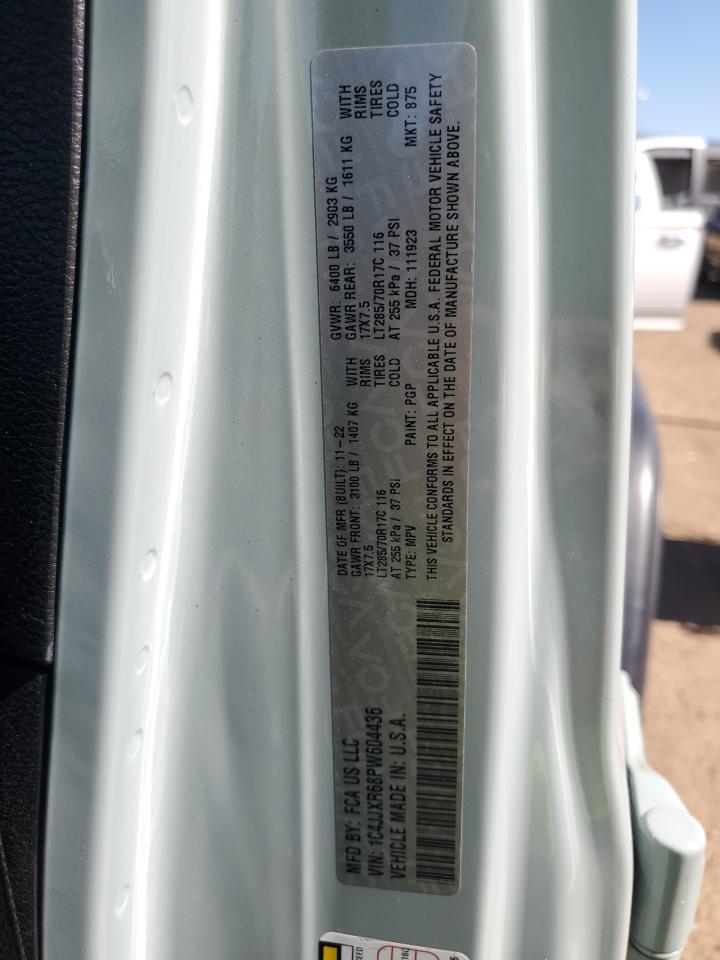 MFD BY: FCA US LLC
VIN: 1C4JJXR68PW604436
VEHICLE MADE IN: U.S.A.
DATE OF MFR (BUILT): 11-22
GAWR FRONT: 3100 LB / 1407 KG WITH
17X7.5 RIMS
LT285/70R17C 116 TIRES
AT 255 kPa / 37 PSI COLD
TYPE: MPV PAINT: PGP
GVWR: 6400 LB / 2903 KG
GAWR REAR: 3550 LB / 1611 KG WITH
17X7.5 RIMS
LT285/70R17C 116 TIRES
AT 255 kPa / 37 PSI COLD
MDH: 111923 MKT: 875
THIS VEHICLE CONFORMS TO ALL APPLICABLE U.S.A. FEDERAL MOTOR VEHICLE SAFETY
STANDARDS IN EFFECT ON THE DATE OF MANUFACTURE SHOWN ABOVE.